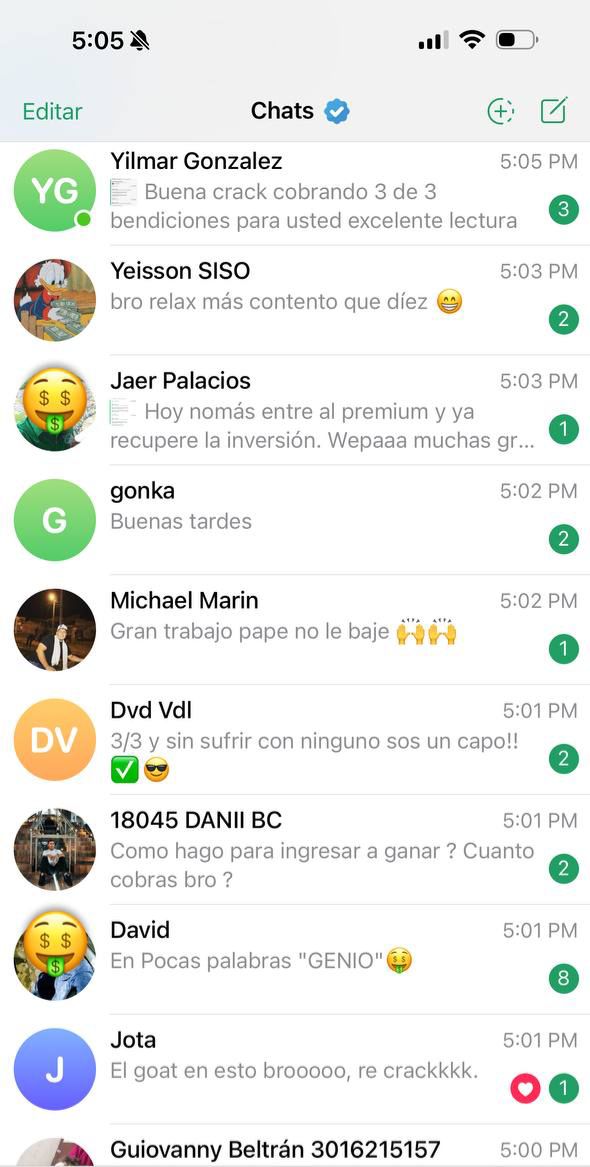 5:05
Editar
Chats
Yilmar Gonzalez
5:05 PM
Buena crack cobrando 3 de 3
bendiciones para usted excelente lectura
3
YG
Yeisson SISO
5:03 PM
bro relax más contento que díez 😁
2
Jaer Palacios
5:03 PM
Hoy nomás entre al premium y ya
recupere la inversión. Wepaaa muchas gr...
1
gonka
5:02 PM
G
Buenas tardes
2
Michael Marin
5:02 PM
Gran trabajo pape no le baje 🙌🙌
1
Dvd Vdl
5:01 PM
DV
3/3 y sin sufrir con ninguno sos un capo!!
✅😎
2
18045 DANII BC
5:01 PM
Como hago para ingresar a ganar ? Cuanto
cobras bro ?
2
David
5:01 PM
En Pocas palabras "GENIO"🤑
8
Jota
5:01 PM
J
El goat en esto brooooo, re crackkkk.
1
Guiovanny Beltrán 3016215157
5:00 PM